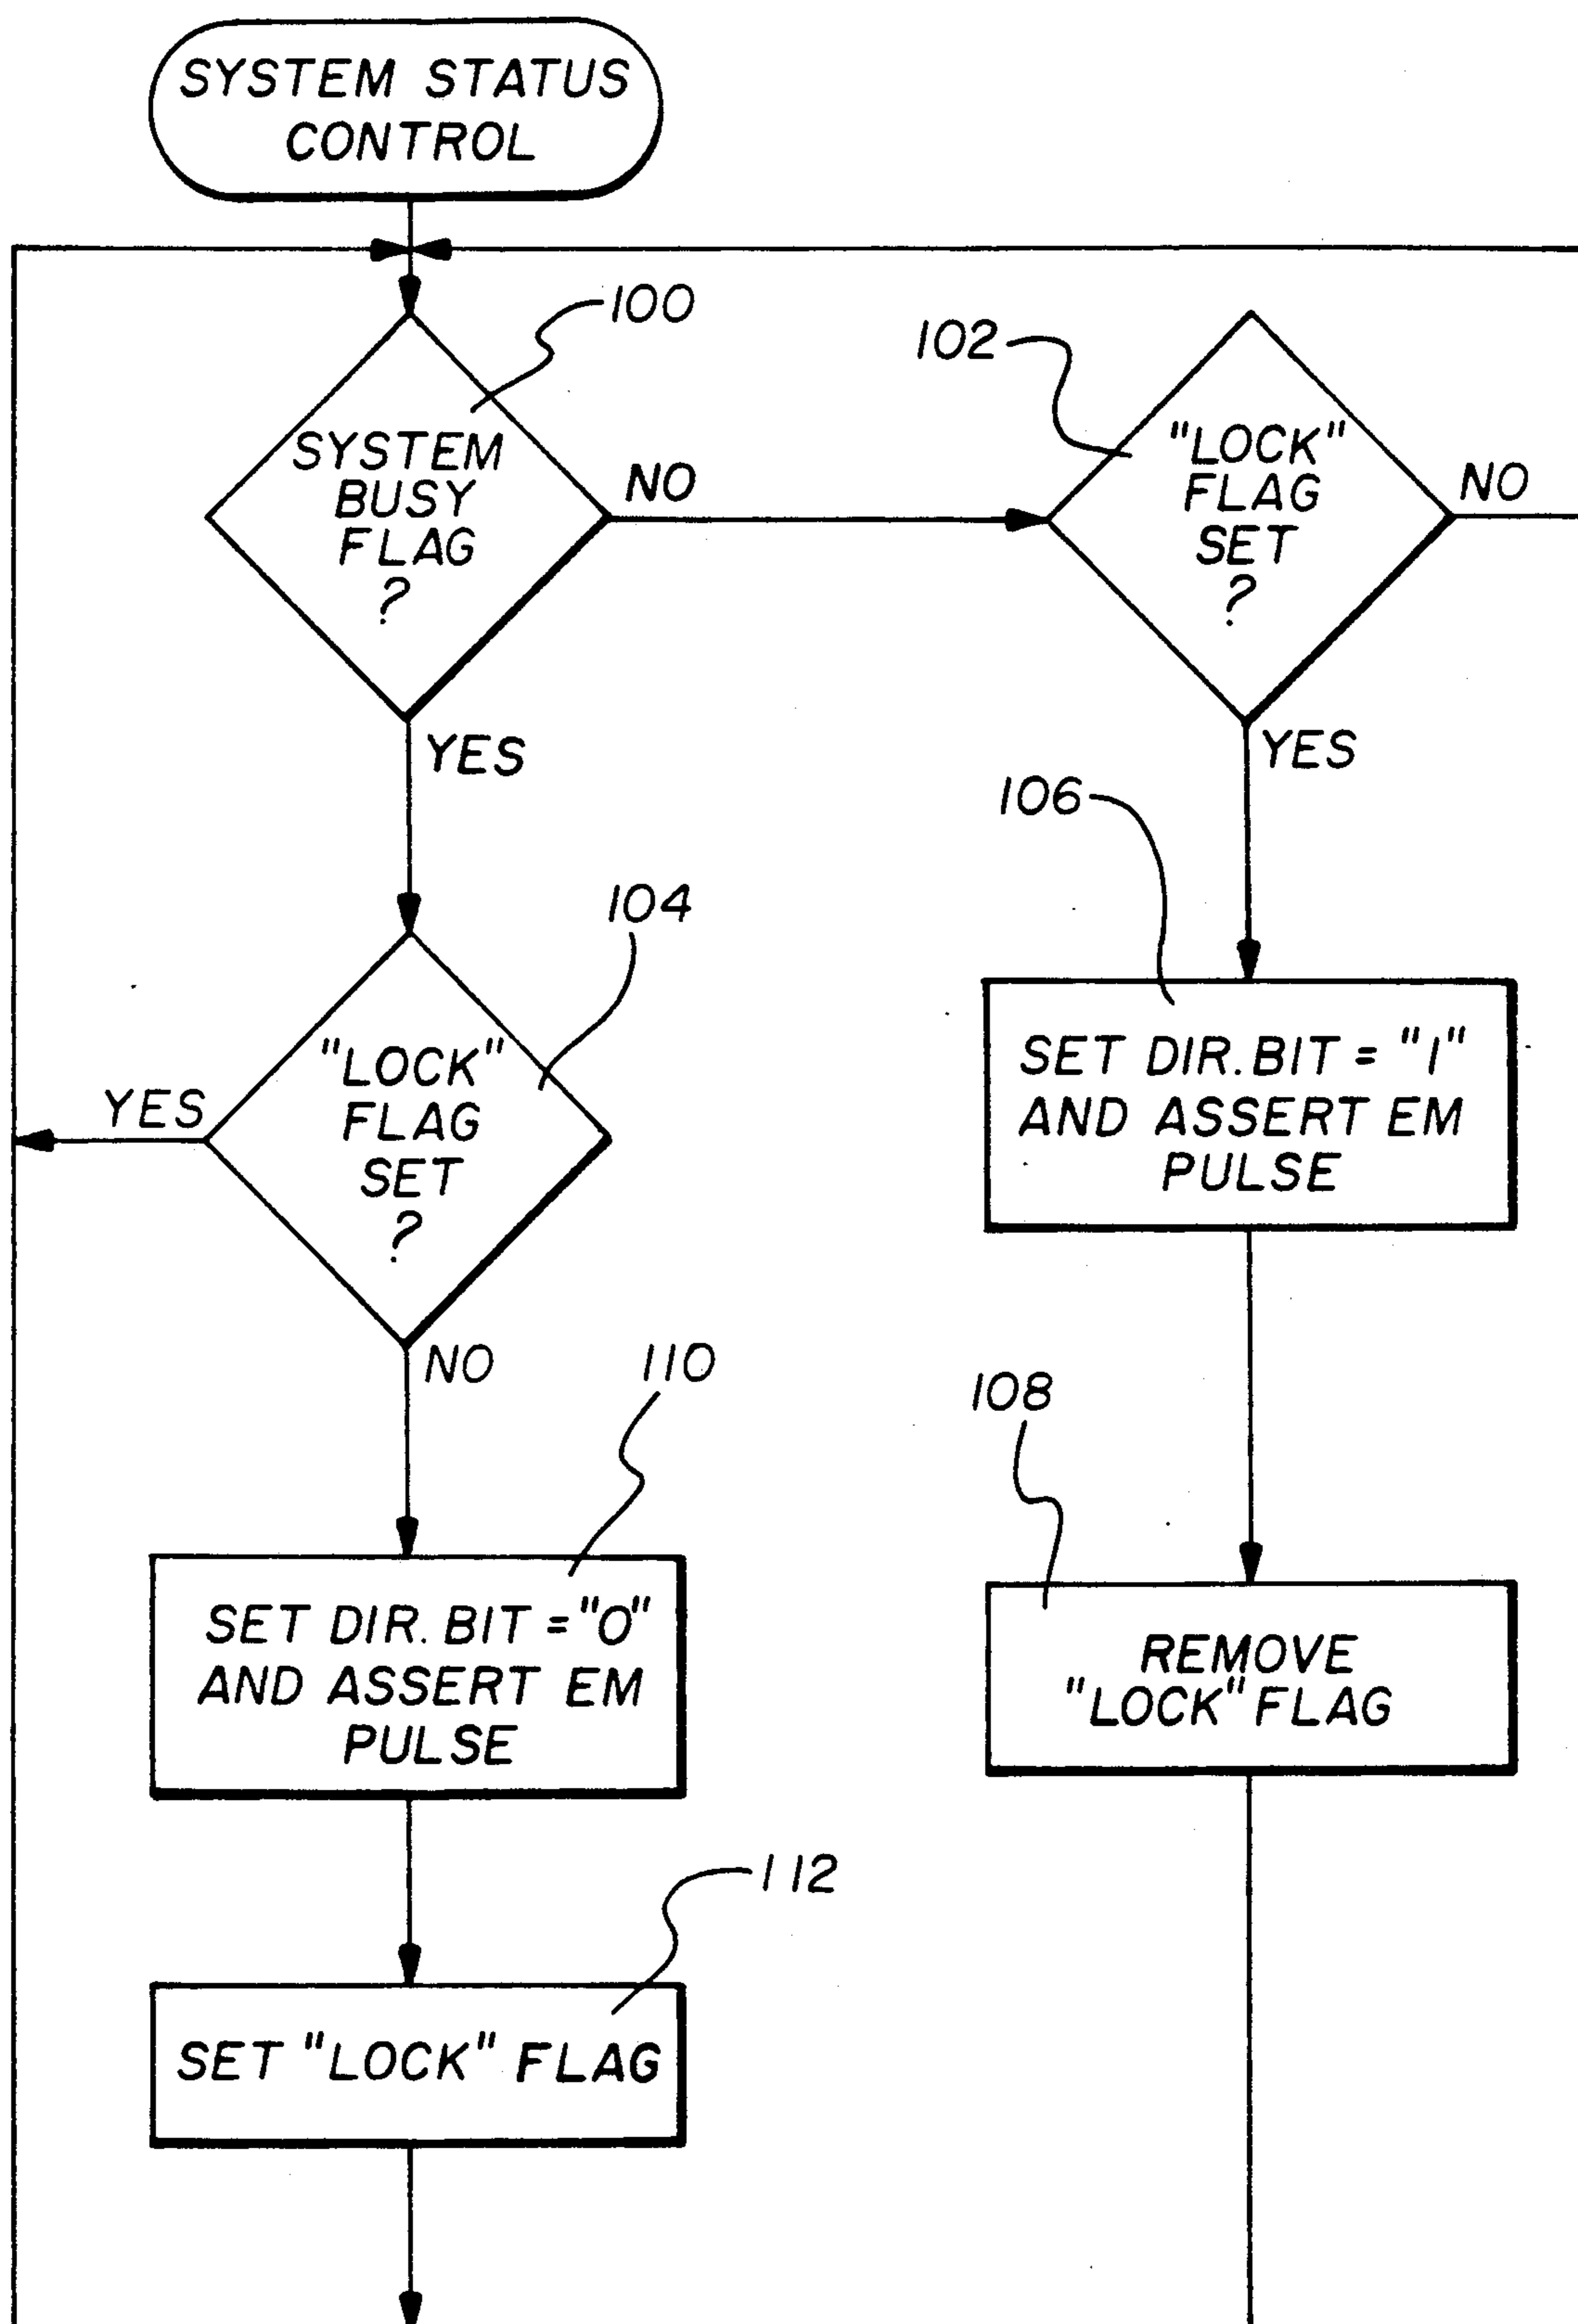 SYSTEM STATUS
CONTROL
100
SYSTEM
BUSY
FLAG
?
NO
YES
102
"LOCK"
FLAG
SET
?
NO
YES
104
"LOCK"
FLAG
SET
?
YES
NO
106
SET DIR. BIT = "1"
AND ASSERT EM
PULSE
108
REMOVE
"LOCK" FLAG
110
SET DIR. BIT = "0"
AND ASSERT EM
PULSE
112
SET "LOCK" FLAG